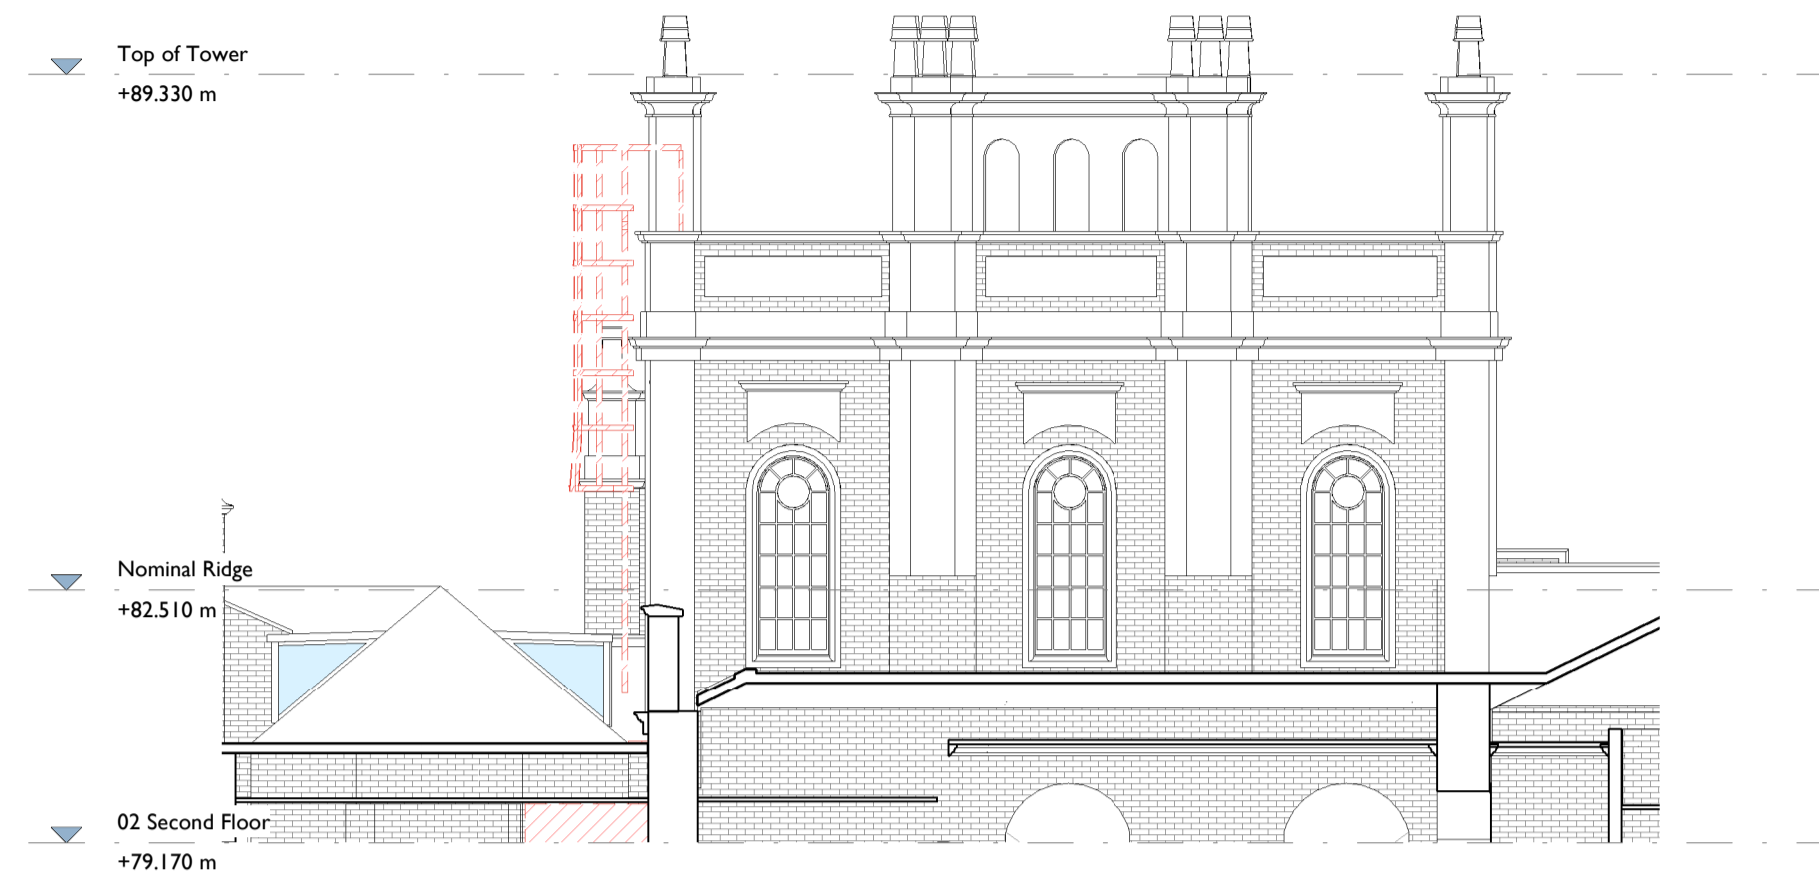 Top of Tower
+89.330 m
Nominal Ridge
+82.510 m
02 Second Floor
+79.170 m